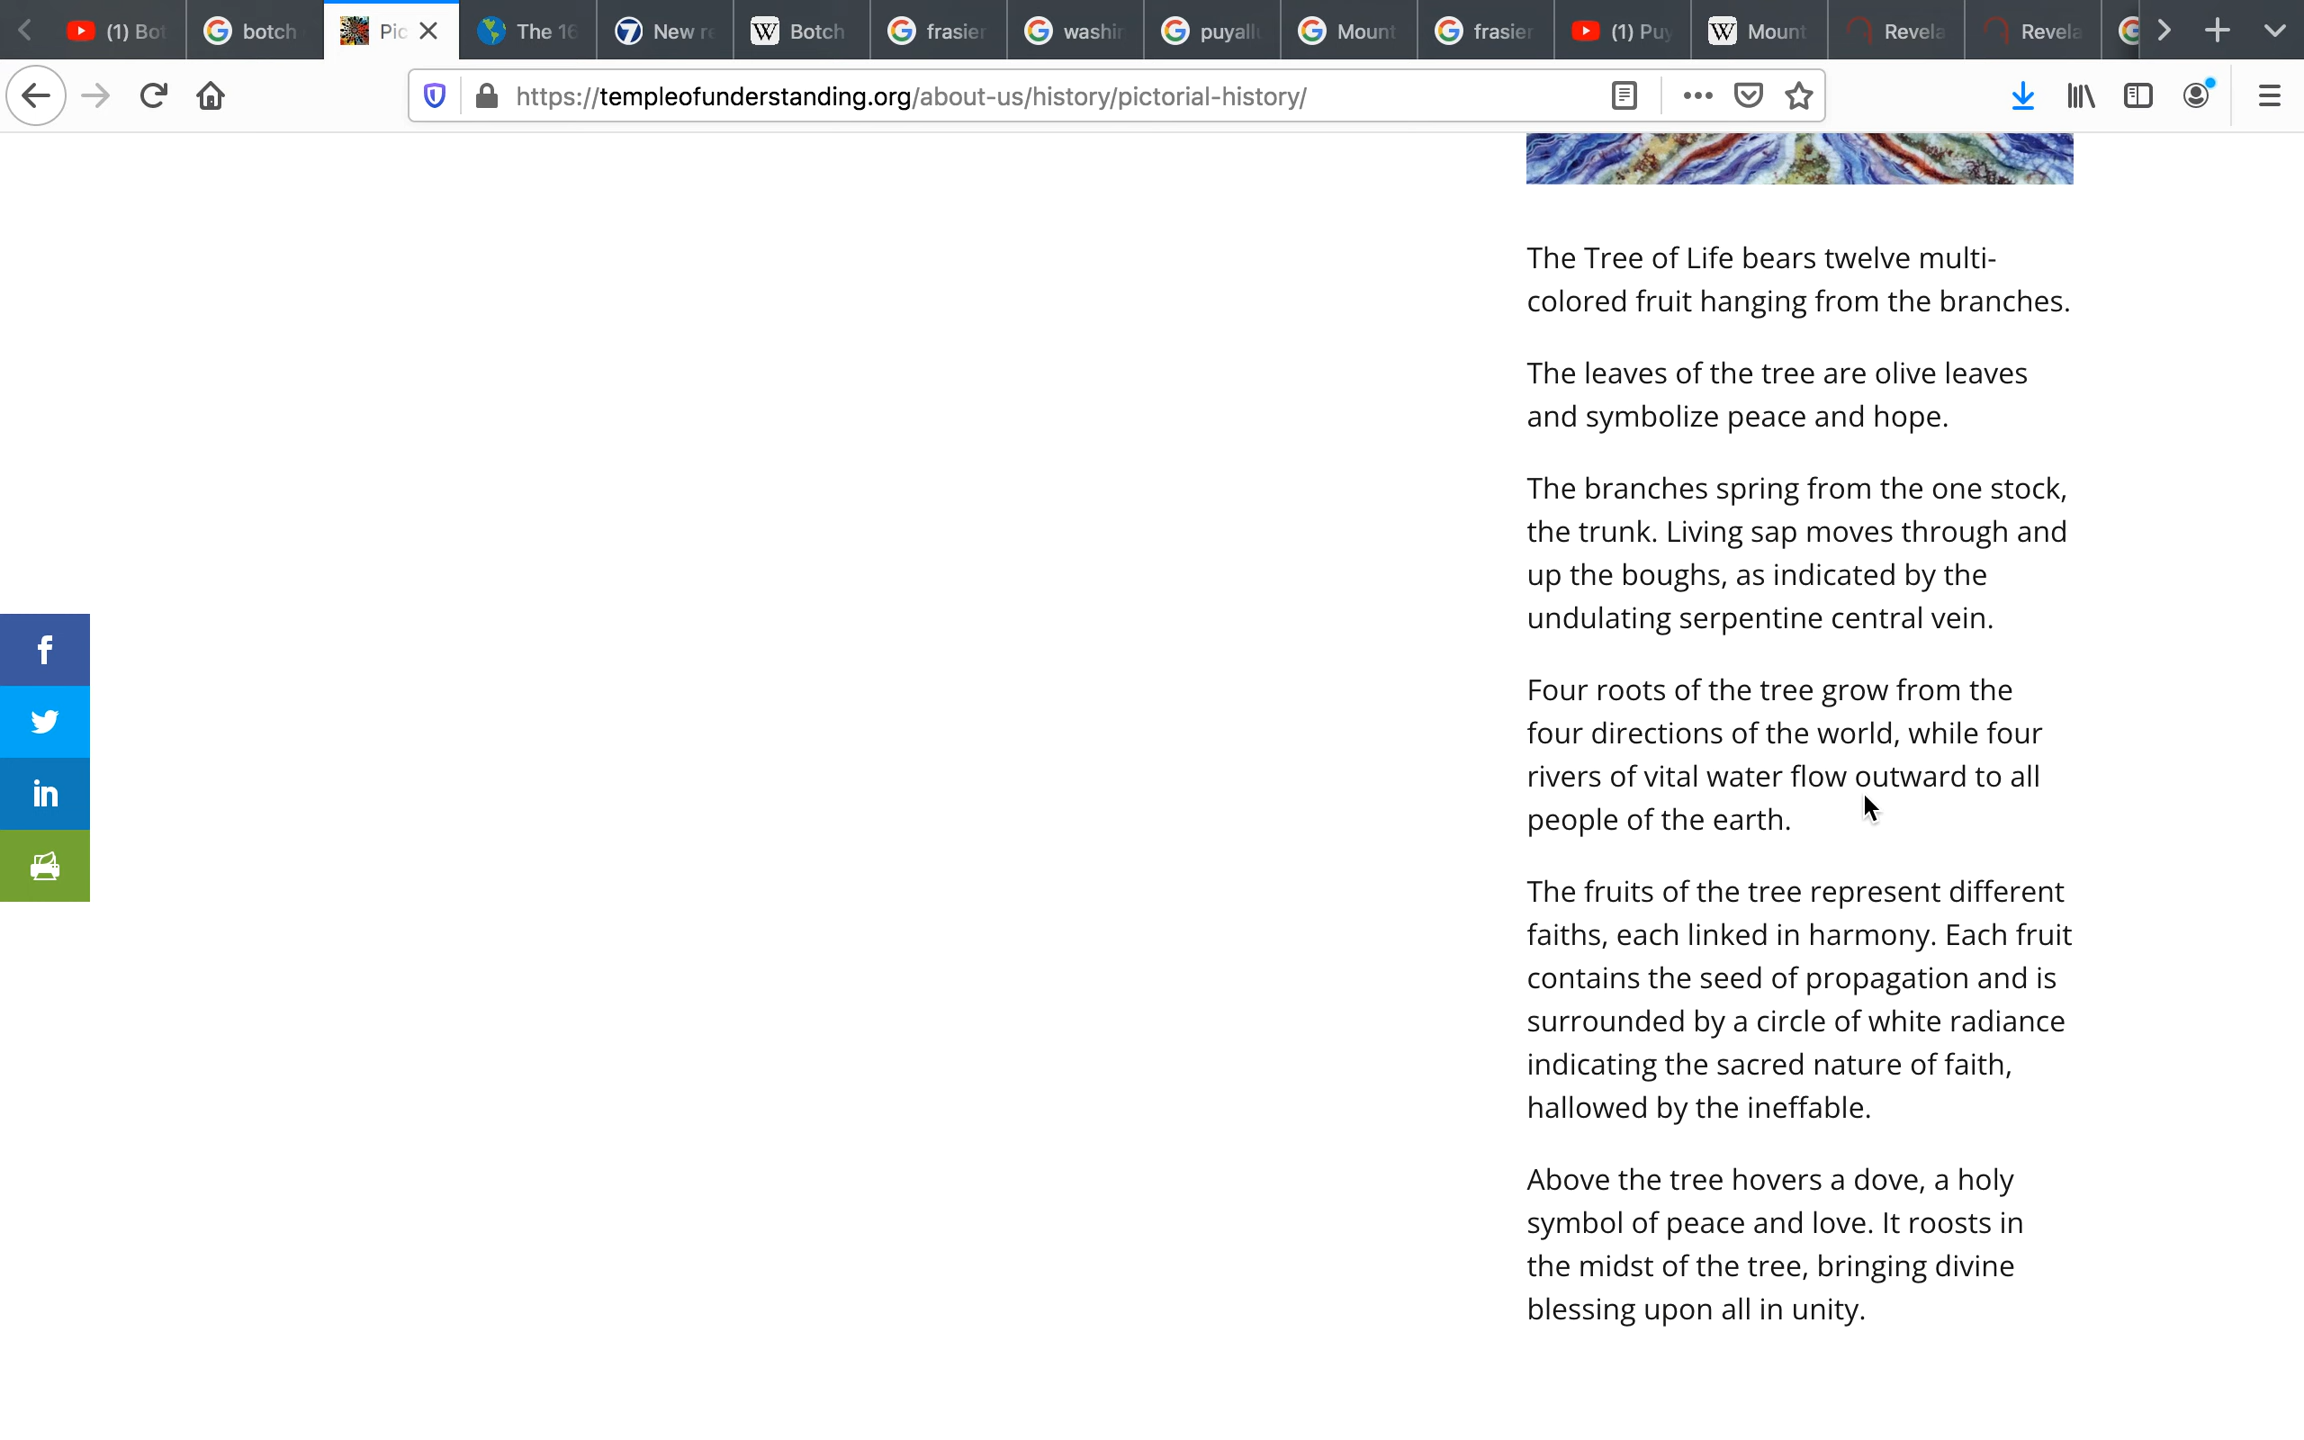 (1) Bot
botch
Pic
The 16
New re
Botch
frasier
washin
puyallu
Mount
frasier
(1) Puy
Mount
Revela
Revela
https://templeofunderstanding.org/about-us/history/pictorial-history/
The Tree of Life bears twelve multi-
colored fruit hanging from the branches.
The leaves of the tree are olive leaves
and symbolize peace and hope.
The branches spring from the one stock,
the trunk. Living sap moves through and
up the boughs, as indicated by the
undulating serpentine central vein.
Four roots of the tree grow from the
four directions of the world, while four
rivers of vital water flow outward to all
people of the earth.
The fruits of the tree represent different
faiths, each linked in harmony. Each fruit
contains the seed of propagation and is
surrounded by a circle of white radiance
indicating the sacred nature of faith,
hallowed by the ineffable.
Above the tree hovers a dove, a holy
symbol of peace and love. It roosts in
the midst of the tree, bringing divine
blessing upon all in unity.